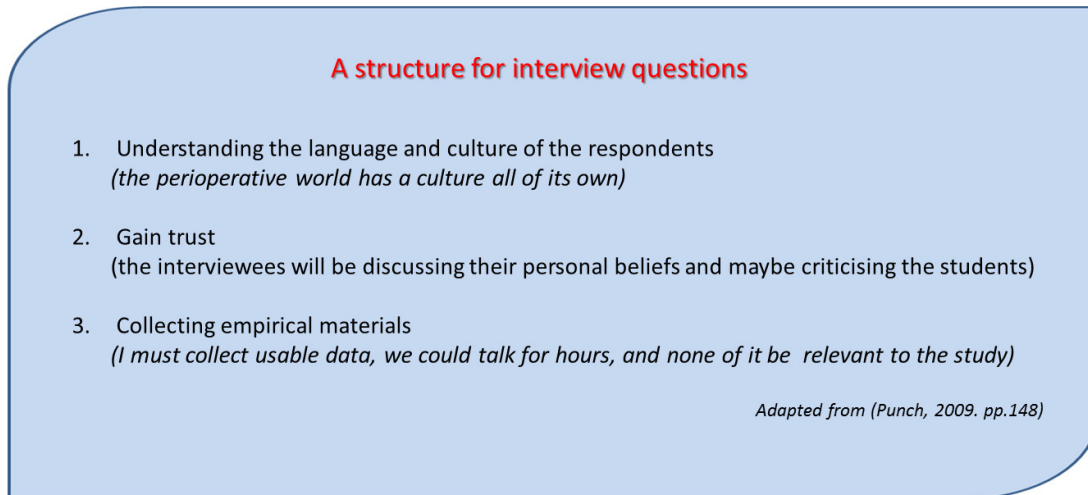 A structure for interview questions
1. Understanding the language and culture of the respondents
(the perioperative world has a culture all of its own)
2. Gain trust
(the interviewees will be discussing their personal beliefs and maybe criticising the students)
3. Collecting empirical materials
(I must collect usable data, we could talk for hours, and none of it be relevant to the study)
Adapted from (Punch, 2009. pp.148)